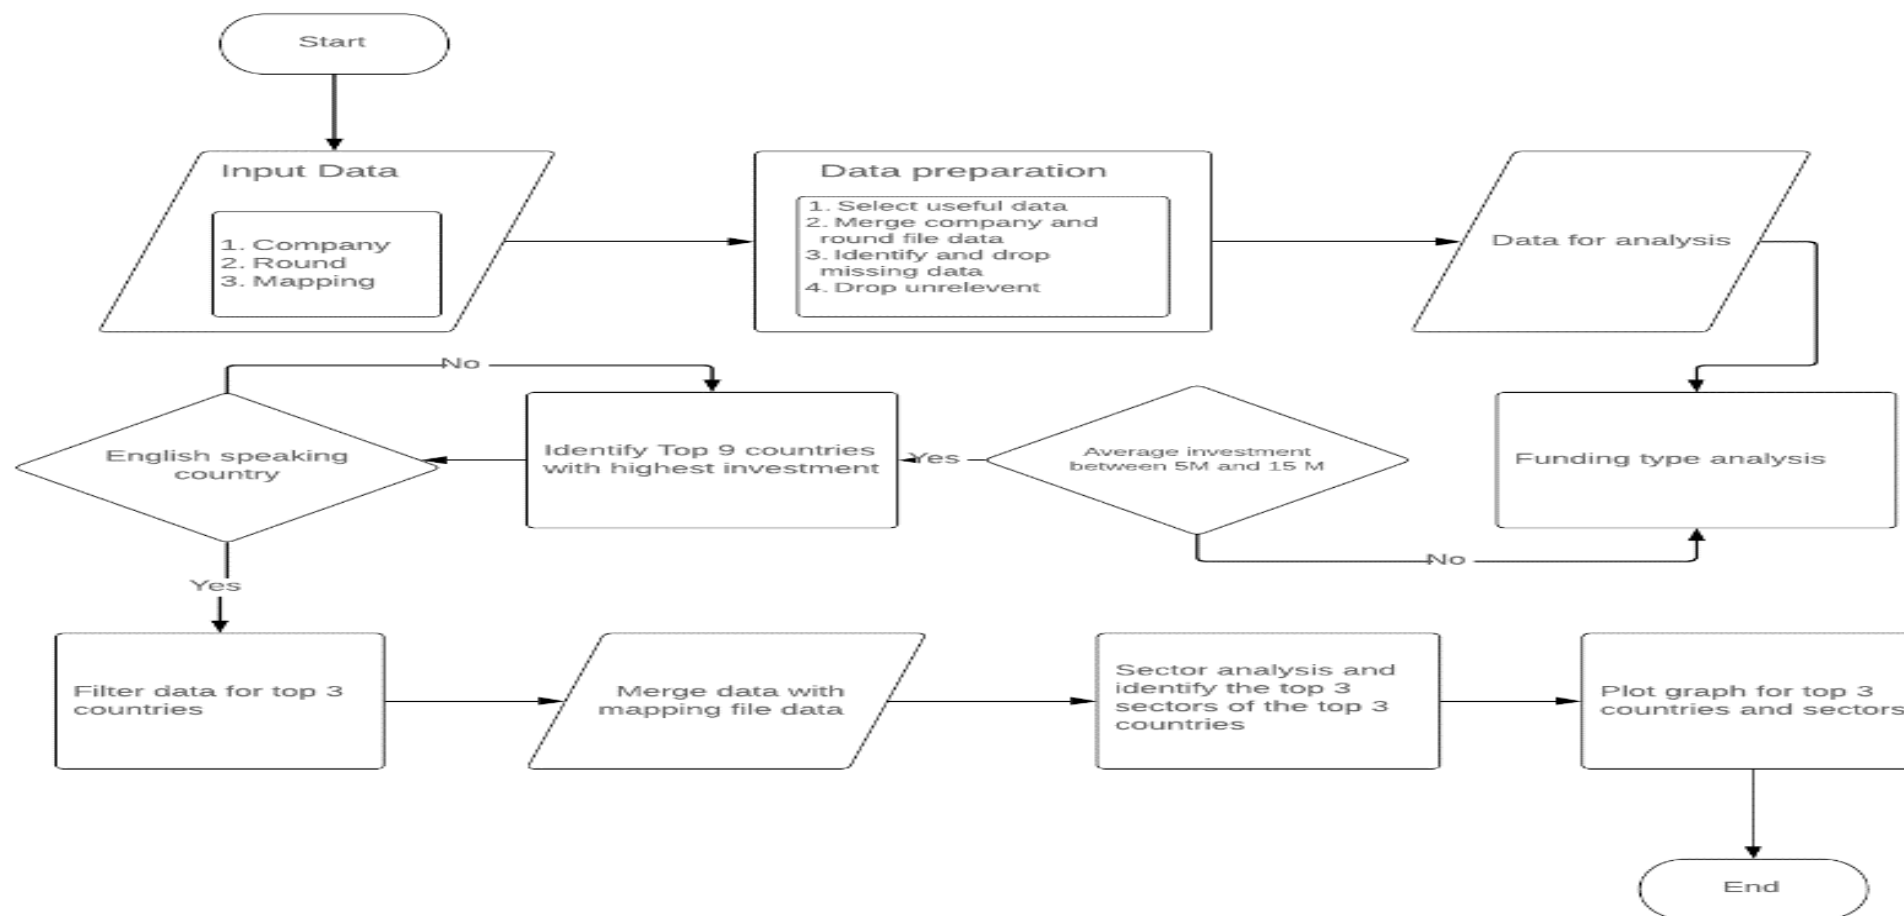 Start
Input Data
1. Company
2. Round
3. Mapping
Data preparation
1. Select useful data
2. Merge company and
round file data
3. Identify and drop
missing data
4. Drop unrelevent
Data for analysis
No
English speaking
country
Identify Top 9 countries
with highest investment
Yes
Average investment
between 5M and 15 M
Funding type analysis
No
Yes
Filter data for top 3
countries
Merge data with
mapping file data
Sector analysis and
identify the top 3
sectors of the top 3
countries
Plot graph for top 3
countries and sectors
End